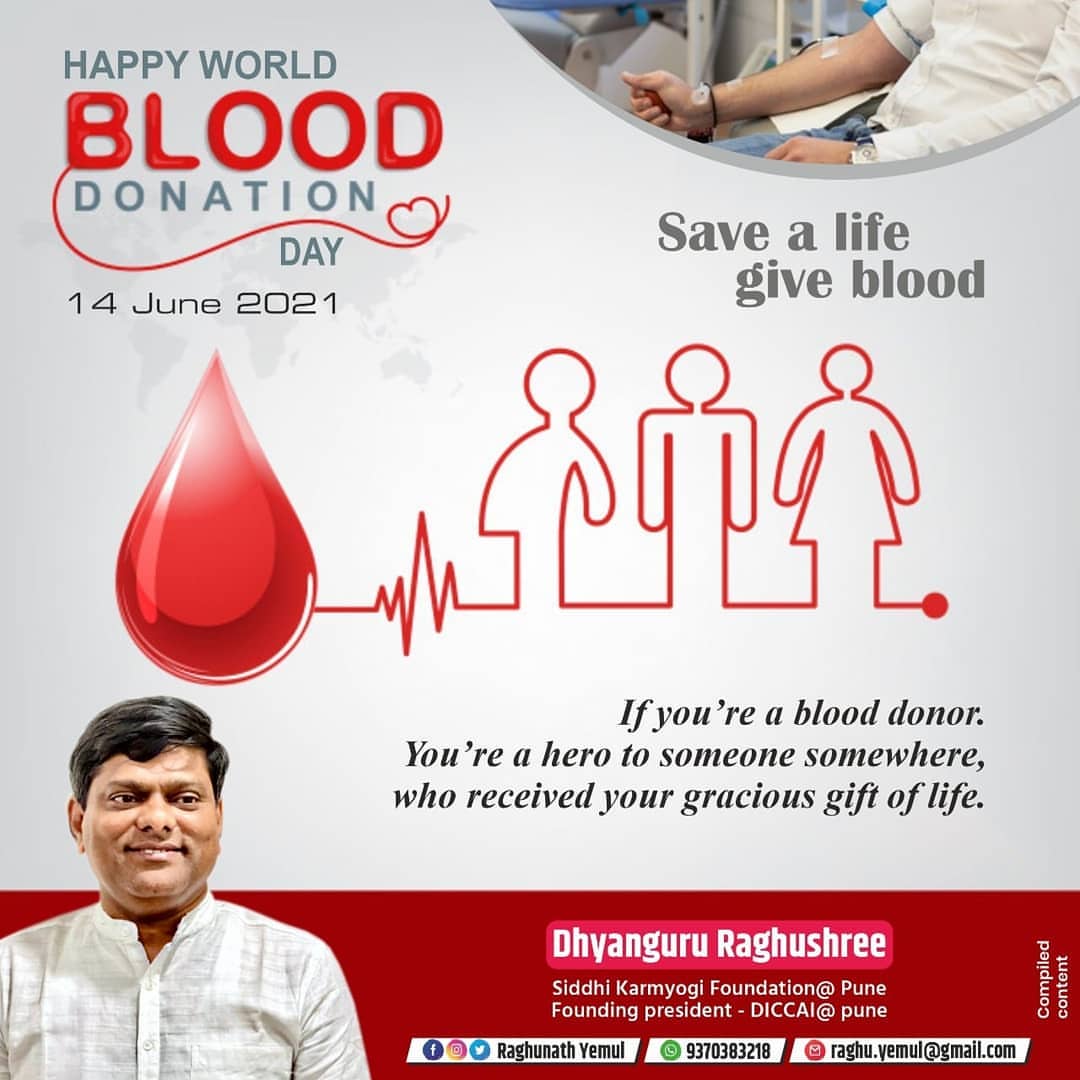 HAPPY WORLD
BLOOD
DONATION
DAY
14 June 2021
Save a life
give blood
If you're a blood donor.
You're a hero to someone somewhere,
who received your gracious gift of life.
Dhyanguru Raghushree
Siddhi Karmyogi Foundation@ Pune
Founding president - DICCAI@ pune
Raghunath Yemul
9370383218
raghu.yemul@gmail.com
Compiled
content